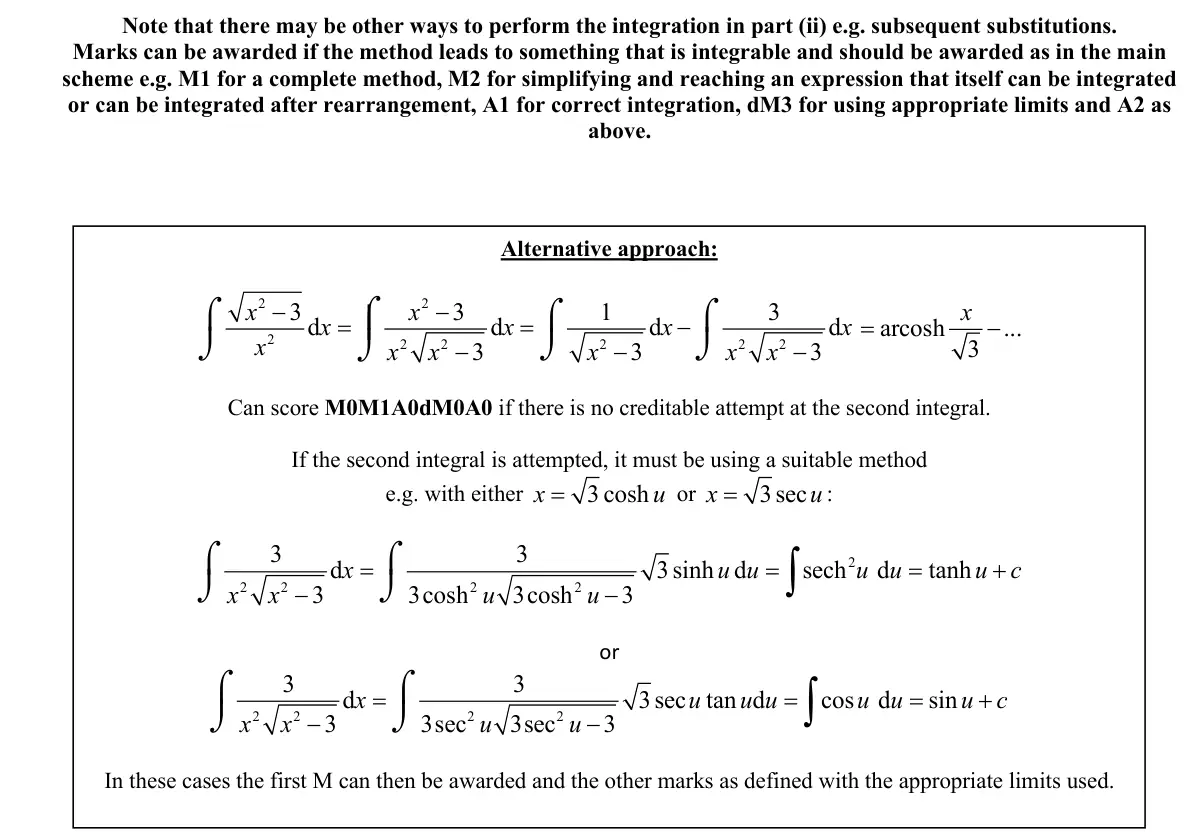 Note that there may be other ways to perform the integration in part (ii) e.g. subsequent substitutions.
Marks can be awarded if the method leads to something that is integrable and should be awarded as in the main
scheme e.g. M1 for a complete method, M2 for simplifying and reaching an expression that itself can be integrated
or can be integrated after rearrangement, A1 for correct integration, dM3 for using appropriate limits and A2 as
above.
Alternative approach:
∫ √(x² − 3) / x² dx = ∫ (x² − 3) / (x²√(x² − 3)) dx = ∫ 1 / √(x² − 3) dx − ∫ 3 / (x²√(x² − 3)) dx = arcosh x/√3 − ...
Can score M0M1A0dM0A0 if there is no creditable attempt at the second integral.
If the second integral is attempted, it must be using a suitable method
e.g. with either x = √3 cosh u or x = √3 sec u :
∫ 3 / (x²√(x² − 3)) dx = ∫ 3 / (3cosh² u√(3cosh² u − 3)) √3 sinh u du = ∫ sech²u du = tanh u + c
or
∫ 3 / (x²√(x² − 3)) dx = ∫ 3 / (3sec² u√(3sec² u − 3)) √3 sec u tan udu = ∫ cos u du = sin u + c
In these cases the first M can then be awarded and the other marks as defined with the appropriate limits used.